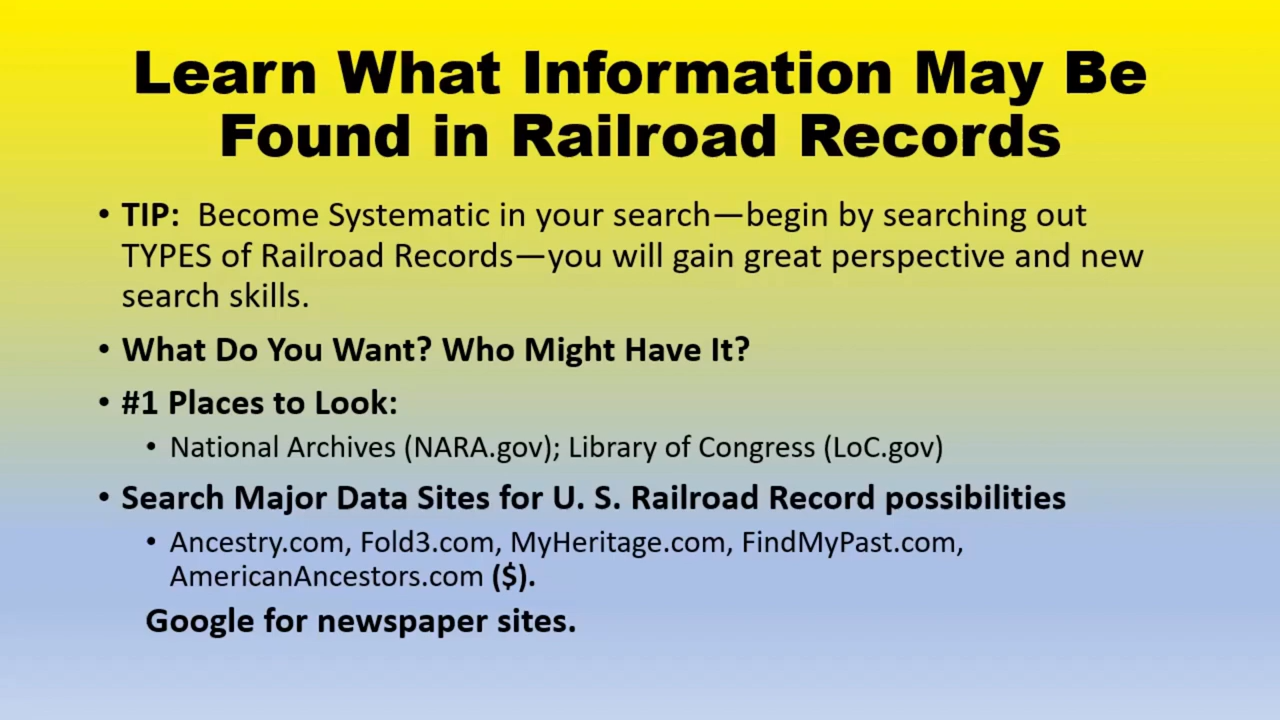 Learn What Information May Be
Found in Railroad Records
• TIP:  Become Systematic in your search—begin by searching out
TYPES of Railroad Records—you will gain great perspective and new
search skills.
• What Do You Want? Who Might Have It?
• #1 Places to Look:
• National Archives (NARA.gov); Library of Congress (LoC.gov)
• Search Major Data Sites for U. S. Railroad Record possibilities
• Ancestry.com, Fold3.com, MyHeritage.com, FindMyPast.com,
AmericanAncestors.com ($).
Google for newspaper sites.